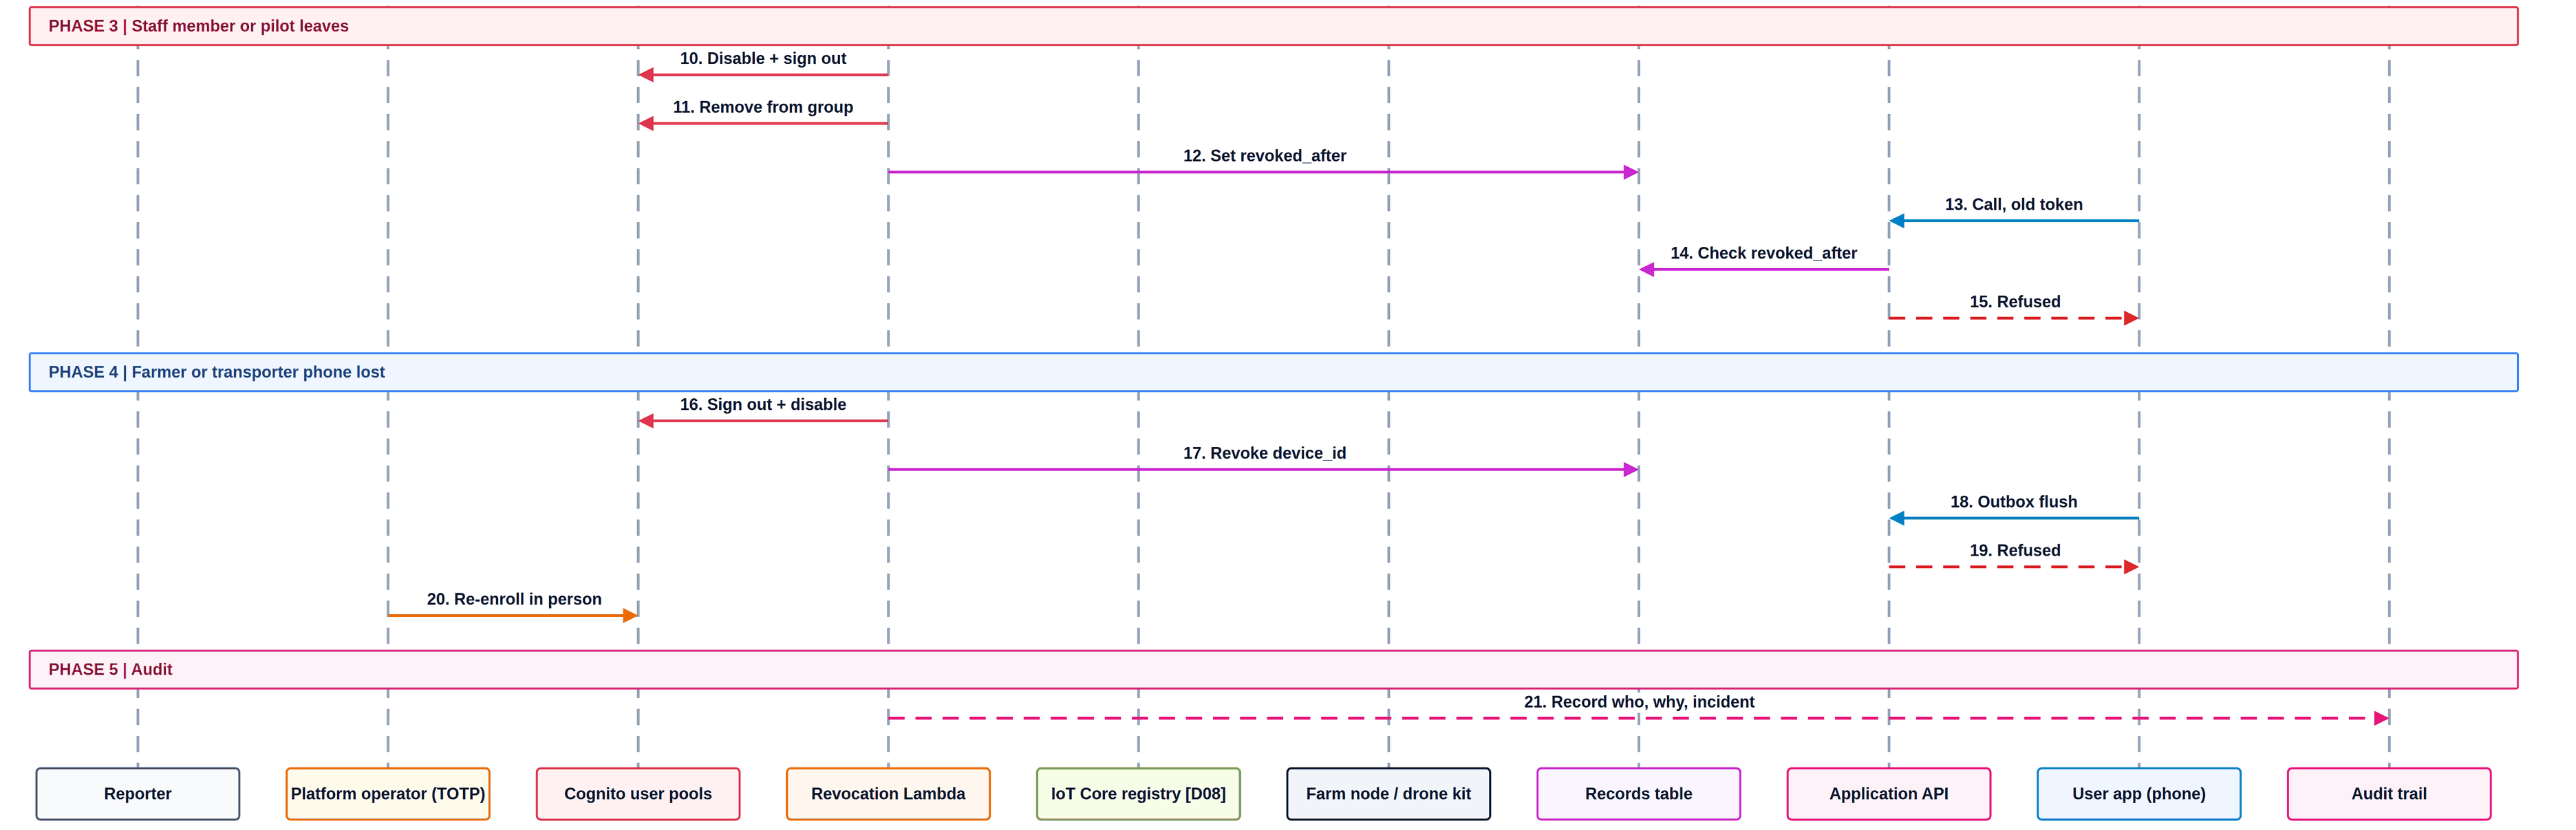 PHASE 3 | Staff member or pilot leaves
10. Disable + sign out
11. Remove from group
12. Set revoked_after
13. Call, old token
14. Check revoked_after
15. Refused
PHASE 4 | Farmer or transporter phone lost
16. Sign out + disable
17. Revoke device_id
18. Outbox flush
19. Refused
20. Re-enroll in person
PHASE 5 | Audit
21. Record who, why, incident
Reporter
Platform operator (TOTP)
Cognito user pools
Revocation Lambda
IoT Core registry [D08]
Farm node / drone kit
Records table
Application API
User app (phone)
Audit trail